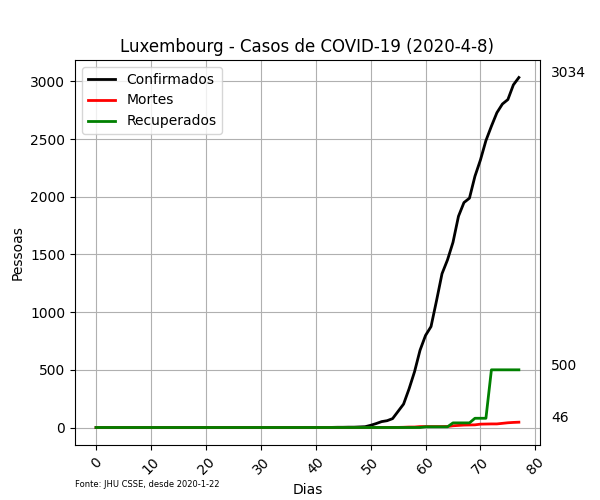 Luxembourg - Casos de COVID-19 (2020-4-8)
Confirmados
Mortes
Recuperados
3034
500
46
3000
2500
2000
1500
1000
500
0
Pessoas
0 10 20 30 40 50 60 70 80
Fonte: JHU CSSE, desde 2020-1-22
Dias